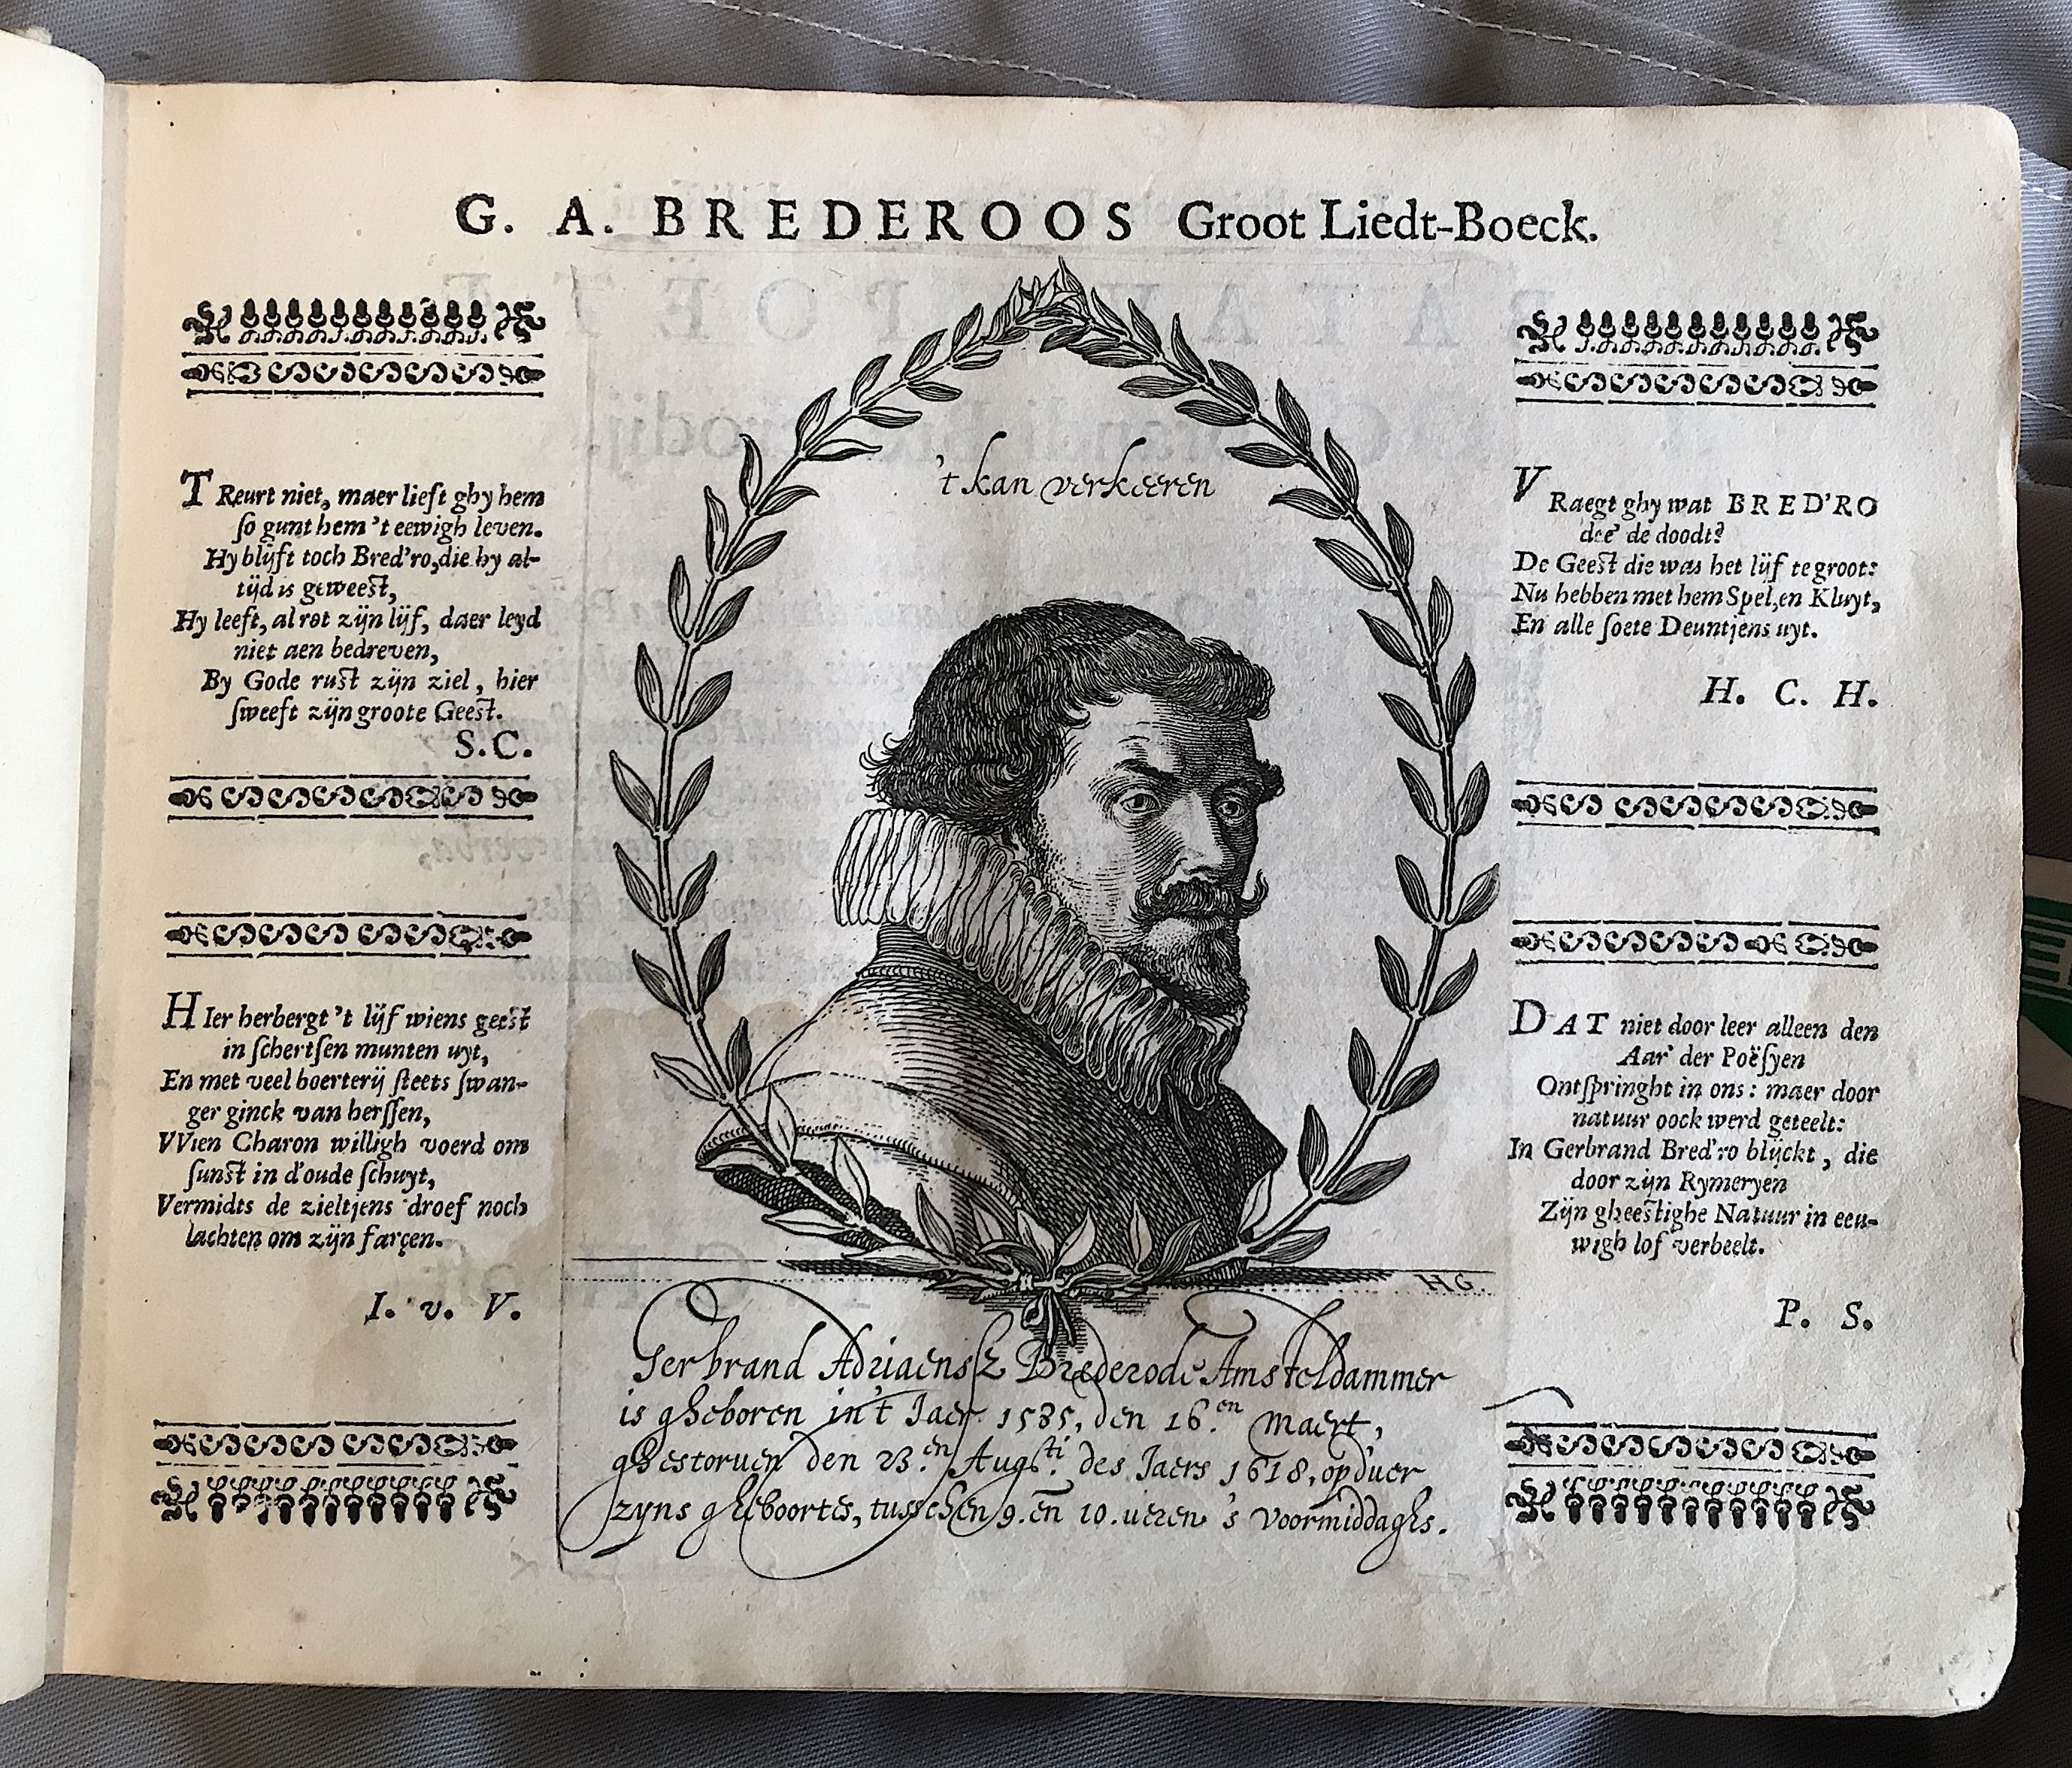 G. A. BREDEROOS Groot Liedt-Boeck.
TReurt niet, maer lieft ghy hem
so gunt hem 't eewigh leven.
Hy blijft toch Bred'ro, die hy al-
tijd is geweest,
Hy leeft, al rot zijn lijf, daer leyd
niet aen bedreven,
By Gode rust zijn ziel, hier
sweeft zijn groote Geest.
S.C.
HIer herbergt 't lijf wiens geest
in schertsen munten uyt,
En met veel boerterij steets swan-
ger ginck van herssen,
VVien Charon willigh voerd om
sunst in d'oude schuyt,
Vermidts de zieltjens droef noch
lachten om zijn farçen.
I. v. V.
't kan verkeeren
HG.
Gerbrand Adriaensz Brederode Amsteldammer
is gheboren in't Jaer 1585, den 16.en Maert,
ghestorven den 23.en Augsti. des Jaers 1618, op d'uer
zyns gheboortes, tusschen 9. en 10. ueren 's voormiddaghs.
VRaegt ghy wat BRED'RO
dee' de doodt?
De Geest die was het lijf te groot:
Nu hebben met hem Spel, en Kluyt,
En alle soete Deuntjens uyt.
H. C. H.
DAT niet door leer alleen den
Aar' der Poësyen
Ontspringht in ons: maer door
natuur oock werd geteelt:
In Gerbrand Bred'ro blijckt, die
door zijn Rymeryen
Zijn gheestighe Natuur in eeu-
wigh lof verbeelt.
P. S.